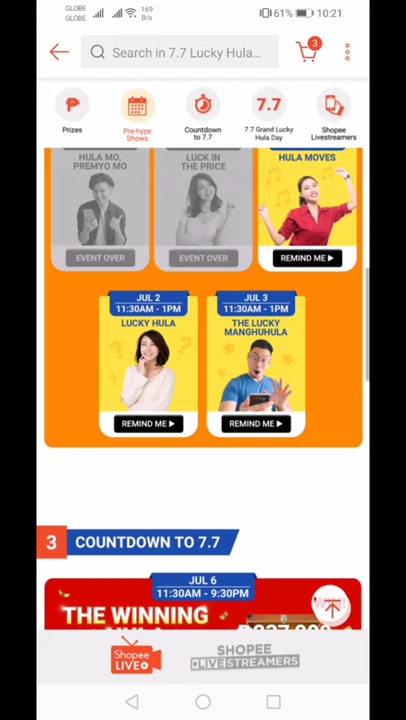 GLOBE
GLOBE
169
B/s
61%
10:21
Search in 7.7 Lucky Hula...
3
Prizes
Pre-hype
Shows
Countdown
to 7.7
7.7
7.7 Grand Lucky
Hula Day
Shopee
Livestreamers
HULA MO,
PREMYO MO
EVENT OVER
LUCK IN
THE PRICE
EVENT OVER
HULA MOVES
REMIND ME
JUL 2
11:30AM - 1PM
LUCKY HULA
REMIND ME
JUL 3
11:30AM - 1PM
THE LUCKY
MANGHUHULA
REMIND ME
3 COUNTDOWN TO 7.7
JUL 6
11:30AM - 9:30PM
THE WINNING
Shopee
LIVE
SHOPEE
LIVESTREAMERS